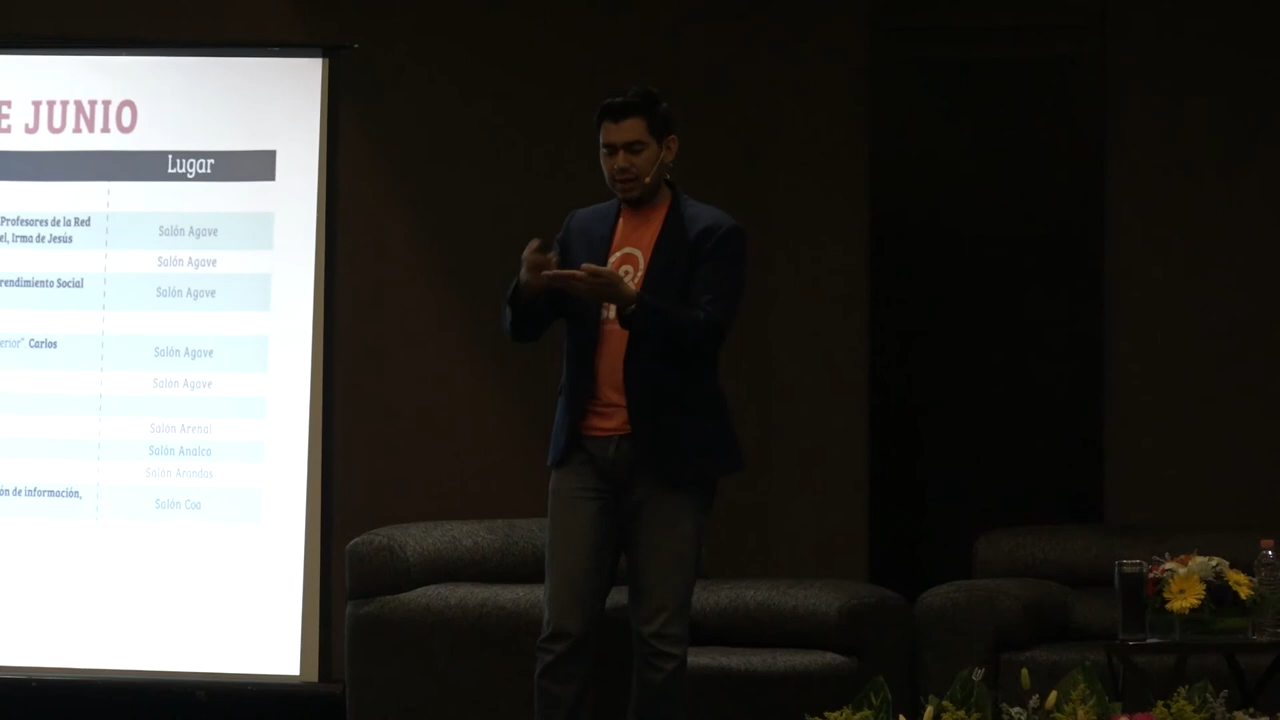 E JUNIO
Lugar
Profesores de la Red
el, Irma de Jesús
Salón Agave
Salón Agave
rendimiento Social
Salón Agave
erior". Carlos
Salón Agave
Salón Agave
Salón Arenal
Salón Analco
Salón Arandas
ón de información,
Salón Coa